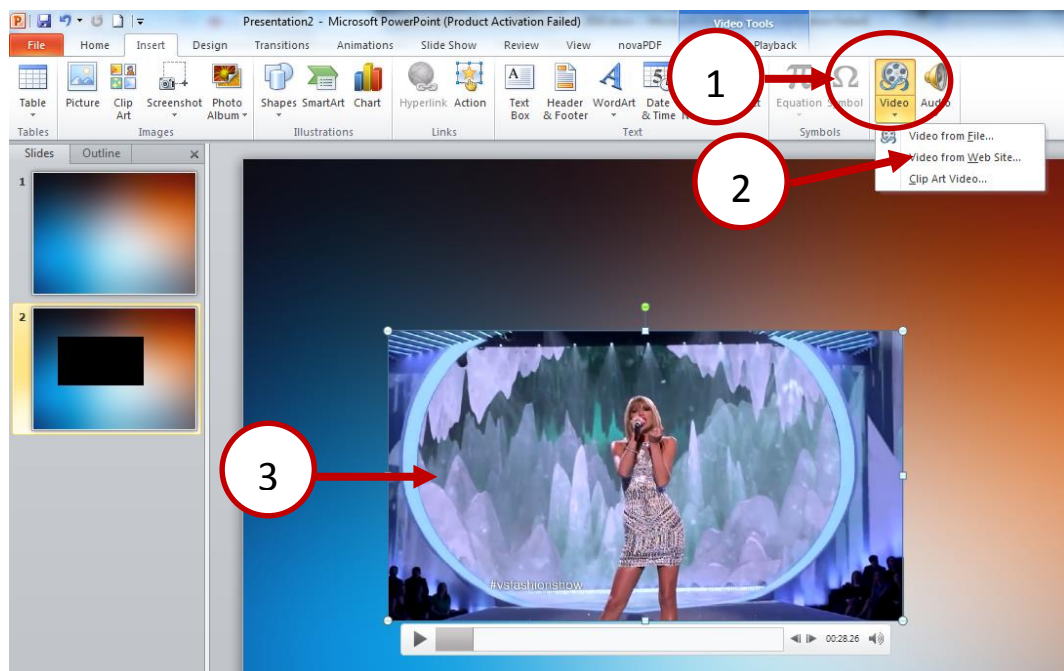 Presentation2 - Microsoft PowerPoint (Product Activation Failed)
Video Tools
File Home Insert Design Transitions Animations Slide Show Review View novaPDF Playback
Table Picture Clip Art Screenshot Photo Album Shapes SmartArt Chart Hyperlink Action Text Box Header & Footer WordArt Date & Time Equation Symbol Video Audio
Tables Images Illustrations Links Text Symbols
1
Video from File...
Video from Web Site...
Clip Art Video...
2
Slides Outline
1
2
3
#vsfashionshow
00:28.26